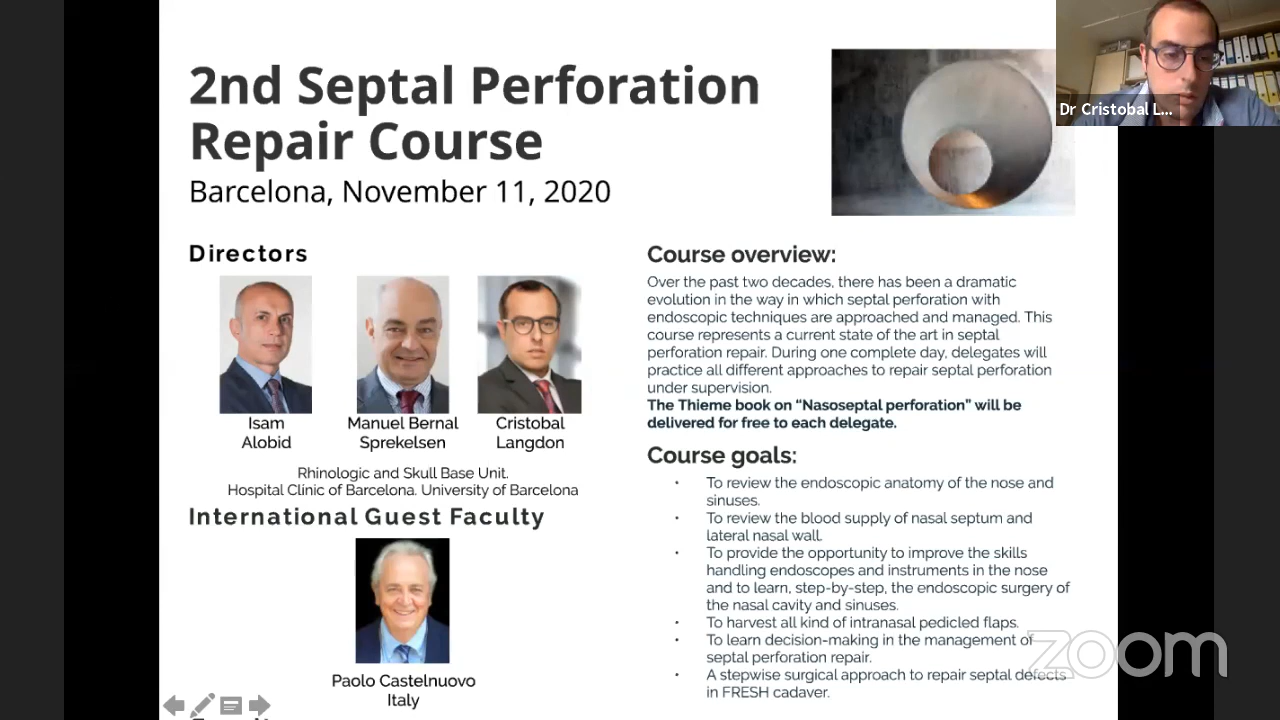 2nd Septal Perforation
Repair Course
Barcelona, November 11, 2020
Dr Cristobal L...
Directors
Isam
Alobid
Manuel Bernal
Sprekelsen
Cristobal
Langdon
Rhinologic and Skull Base Unit.
Hospital Clinic of Barcelona. University of Barcelona
International Guest Faculty
Paolo Castelnuovo
Italy
Course overview:
Over the past two decades, there has been a dramatic
evolution in the way in which septal perforation with
endoscopic techniques are approached and managed. This
course represents a current state of the art in septal
perforation repair. During one complete day, delegates will
practice all different approaches to repair septal perforation
under supervision.
The Thieme book on “Nasoseptal perforation” will be
delivered for free to each delegate.
Course goals:
• To review the endoscopic anatomy of the nose and
sinuses.
• To review the blood supply of nasal septum and
lateral nasal wall.
• To provide the opportunity to improve the skills
handling endoscopes and instruments in the nose
and to learn, step-by-step, the endoscopic surgery of
the nasal cavity and sinuses.
• To harvest all kind of intranasal pedicled flaps.
• To learn decision-making in the management of
septal perforation repair.
• A stepwise surgical approach to repair septal defects
in FRESH cadaver.
zoom